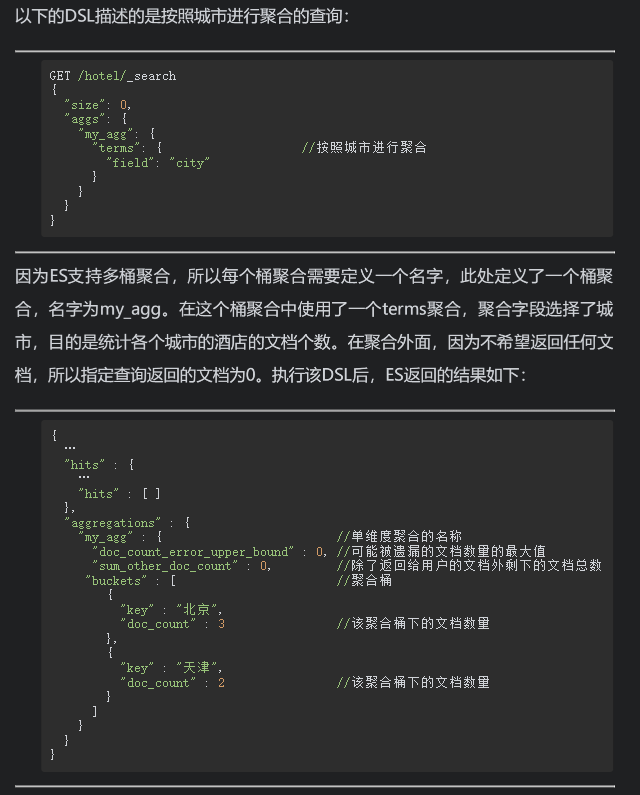 以下的DSL描述的是按照城市进行聚合的查询：
GET /hotel/_search
{
  "size": 0,
  "aggs": {
    "my_agg": {
      "terms": {                    //按照城市进行聚合
        "field": "city"
      }
    }
  }
}
因为ES支持多桶聚合，所以每个桶聚合需要定义一个名字，此处定义了一个桶聚
合，名字为my_agg。在这个桶聚合中使用了一个terms聚合，聚合字段选择了城
市，目的是统计各个城市的酒店的文档个数。在聚合外面，因为不希望返回任何文
档，所以指定查询返回的文档为0。执行该DSL后，ES返回的结果如下：
{
  …
  "hits" : {
    …
    "hits" : [ ]
  },
  "aggregations" : {
    "my_agg" : {                         //单维度聚合的名称
      "doc_count_error_upper_bound" : 0, //可能被遗漏的文档数量的最大值
      "sum_other_doc_count" : 0,         //除了返回给用户的文档外剩下的文档总数
      "buckets" : [                      //聚合桶
        {
          "key" : "北京",
          "doc_count" : 3                //该聚合桶下的文档数量
        },
        {
          "key" : "天津",
          "doc_count" : 2                //该聚合桶下的文档数量
        }
      ]
    }
  }
}